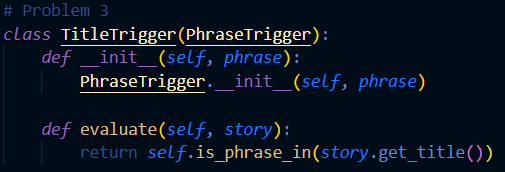 # Problem 3
class TitleTrigger(PhraseTrigger):
    def __init__(self, phrase):
        PhraseTrigger.__init__(self, phrase)

    def evaluate(self, story):
        return self.is_phrase_in(story.get_title())